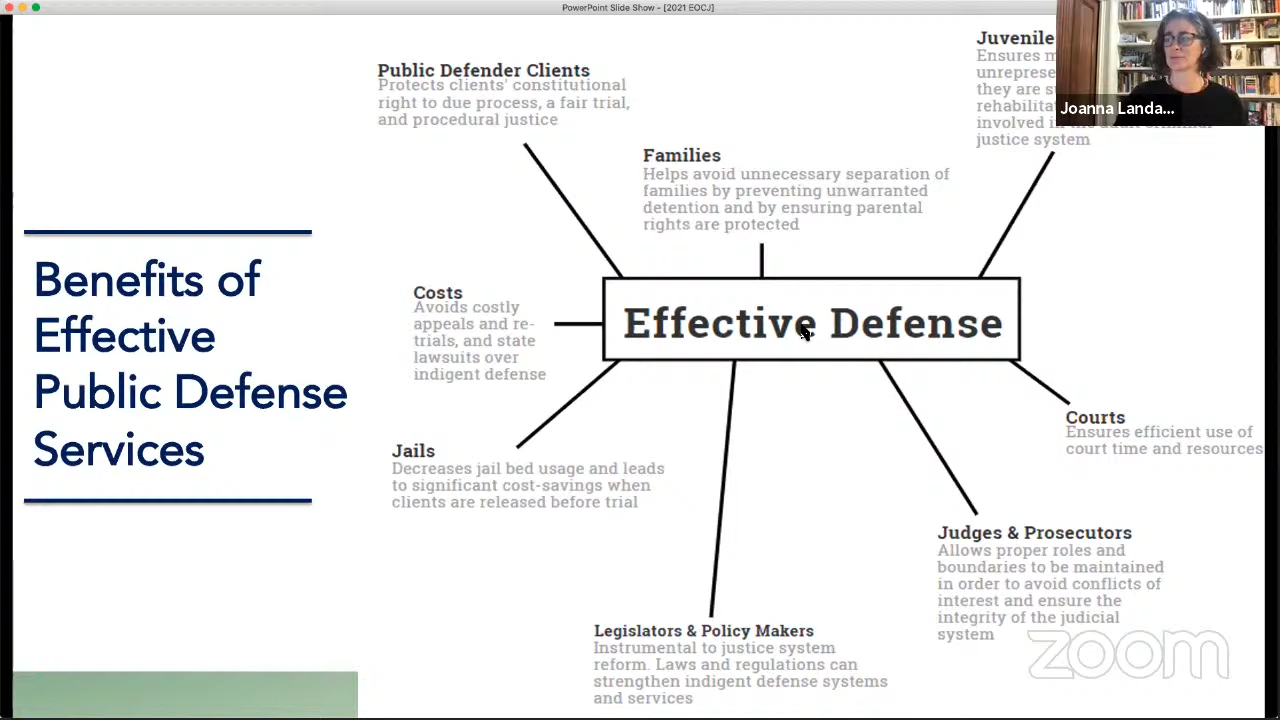 PowerPoint Slide Show - [2021 EOCJ]
Benefits of
Effective
Public Defense
Services
Public Defender Clients
Protects clients' constitutional
right to due process, a fair trial,
and procedural justice
Families
Helps avoid unnecessary separation of
families by preventing unwarranted
detention and by ensuring parental
rights are protected
Juvenile
Ensures
they are
involved in
justice system
Joanna Landa...
Effective Defense
Costs
Avoids costly
appeals and re-
trials, and state
lawsuits over
indigent defense
Jails
Decreases jail bed usage and leads
to significant cost-savings when
clients are released before trial
Courts
Ensures efficient use of
court time and resources
Judges & Prosecutors
Allows proper roles and
boundaries to be maintained
in order to avoid conflicts of
interest and ensure the
integrity of the judicial
system
Legislators & Policy Makers
Instrumental to justice system
reform. Laws and regulations can
strengthen indigent defense systems
and services
zoom